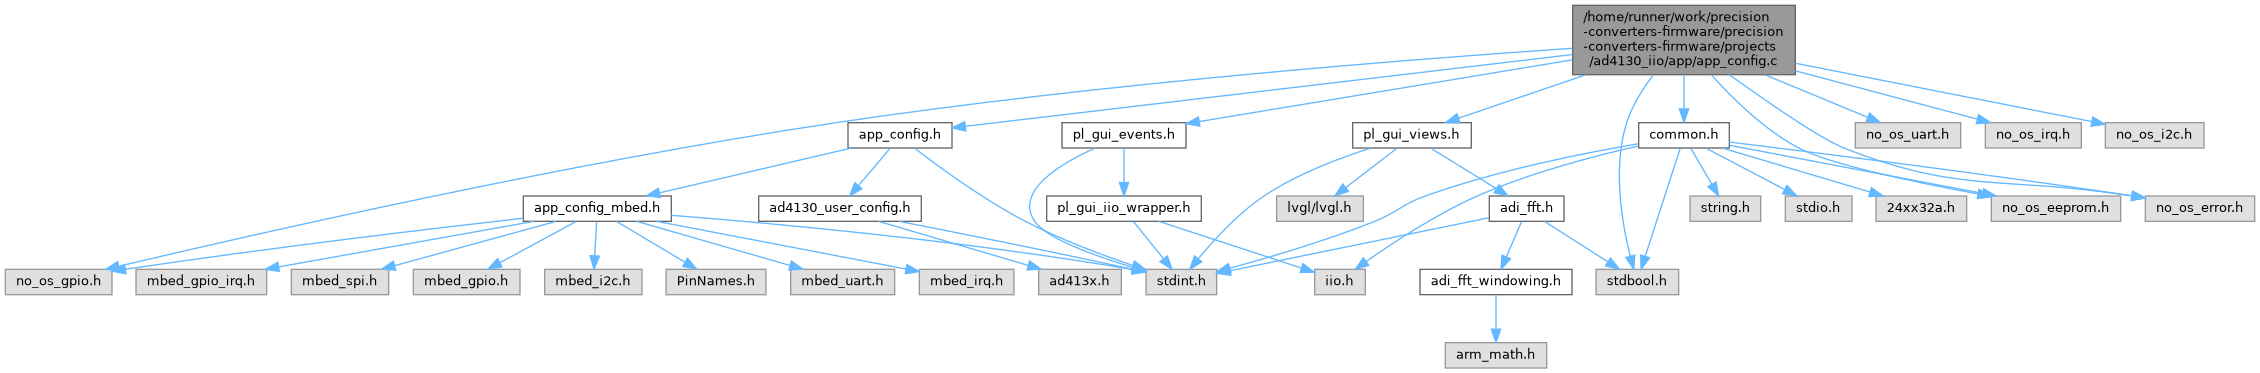 /home/runner/work/precision
-converters-firmware/precision
-converters-firmware/projects
/ad4130_iio/app/app_config.c
app_config.h
pl_gui_events.h
pl_gui_views.h
common.h
no_os_uart.h
no_os_irq.h
no_os_i2c.h
app_config_mbed.h
ad4130_user_config.h
pl_gui_iio_wrapper.h
lvgl/lvgl.h
adi_fft.h
string.h
stdio.h
24xx32a.h
no_os_eeprom.h
no_os_error.h
no_os_gpio.h
mbed_gpio_irq.h
mbed_spi.h
mbed_gpio.h
mbed_i2c.h
PinNames.h
mbed_uart.h
mbed_irq.h
ad413x.h
stdint.h
iio.h
adi_fft_windowing.h
stdbool.h
arm_math.h